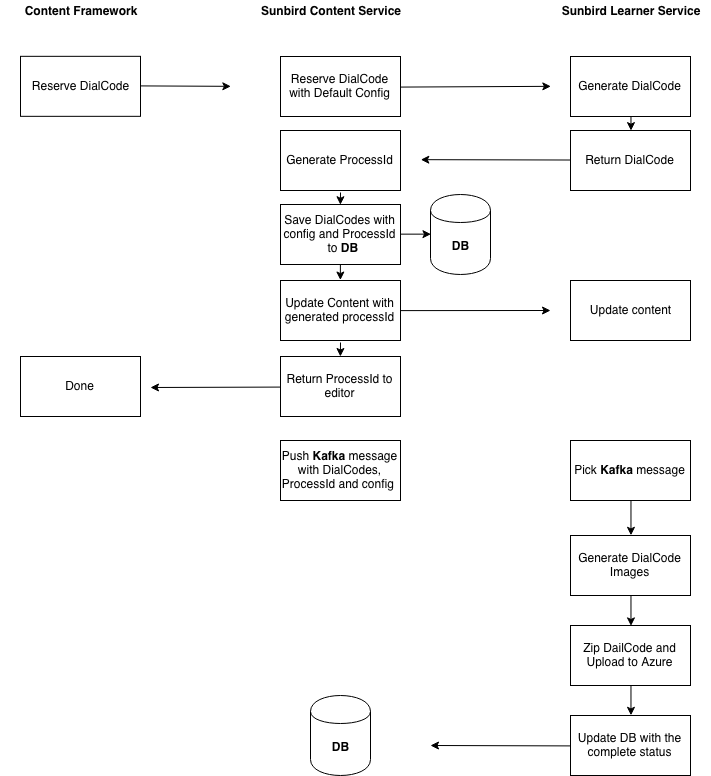 Content Framework
Sunbird Content Service
Sunbird Learner Service
Reserve DialCode
Reserve DialCode
with Default Config
Generate DialCode
Generate ProcessId
Return DialCode
Save DialCodes with
config and ProcessId
to DB
DB
Update Content with
generated processId
Update content
Done
Return ProcessId to
editor
Push Kafka message
with DialCodes,
ProcessId and config
Pick Kafka message
Generate DialCode
Images
Zip DailCode and
Upload to Azure
DB
Update DB with the
complete status